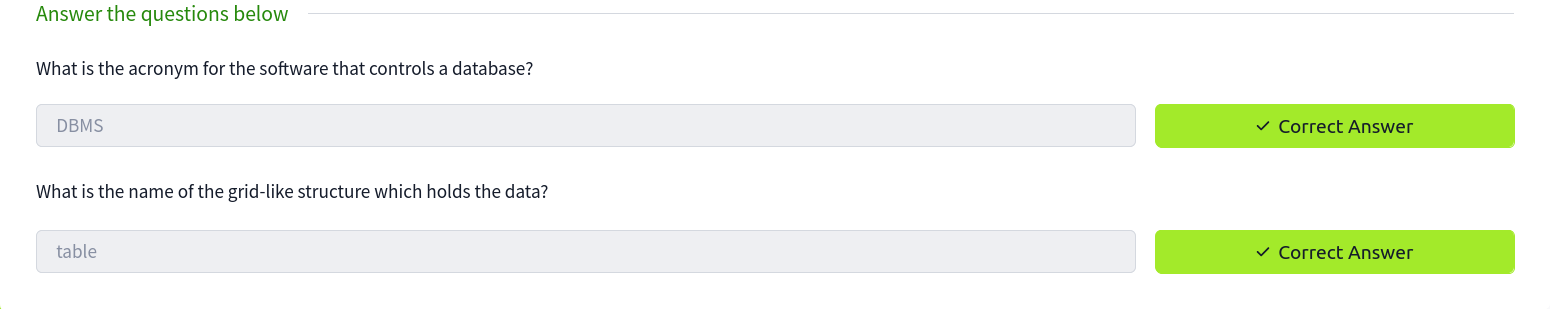 Answer the questions below
What is the acronym for the software that controls a database?
DBMS
✓ Correct Answer
What is the name of the grid-like structure which holds the data?
table
✓ Correct Answer